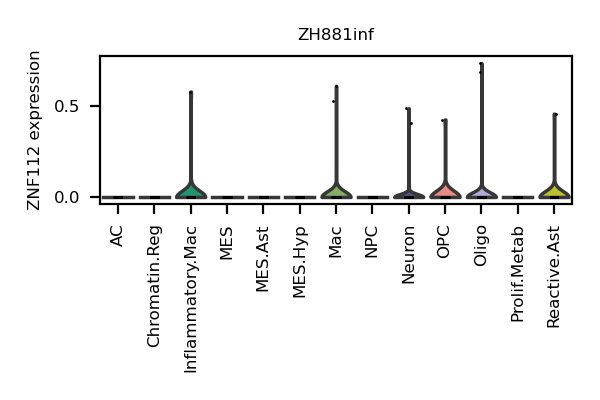 ZH881inf
ZNF112 expression
0.5
0.0
AC
Chromatin.Reg
Inflammatory.Mac
MES
MES.Ast
MES.Hyp
Mac
NPC
Neuron
OPC
Oligo
Prolif.Metab
Reactive.Ast